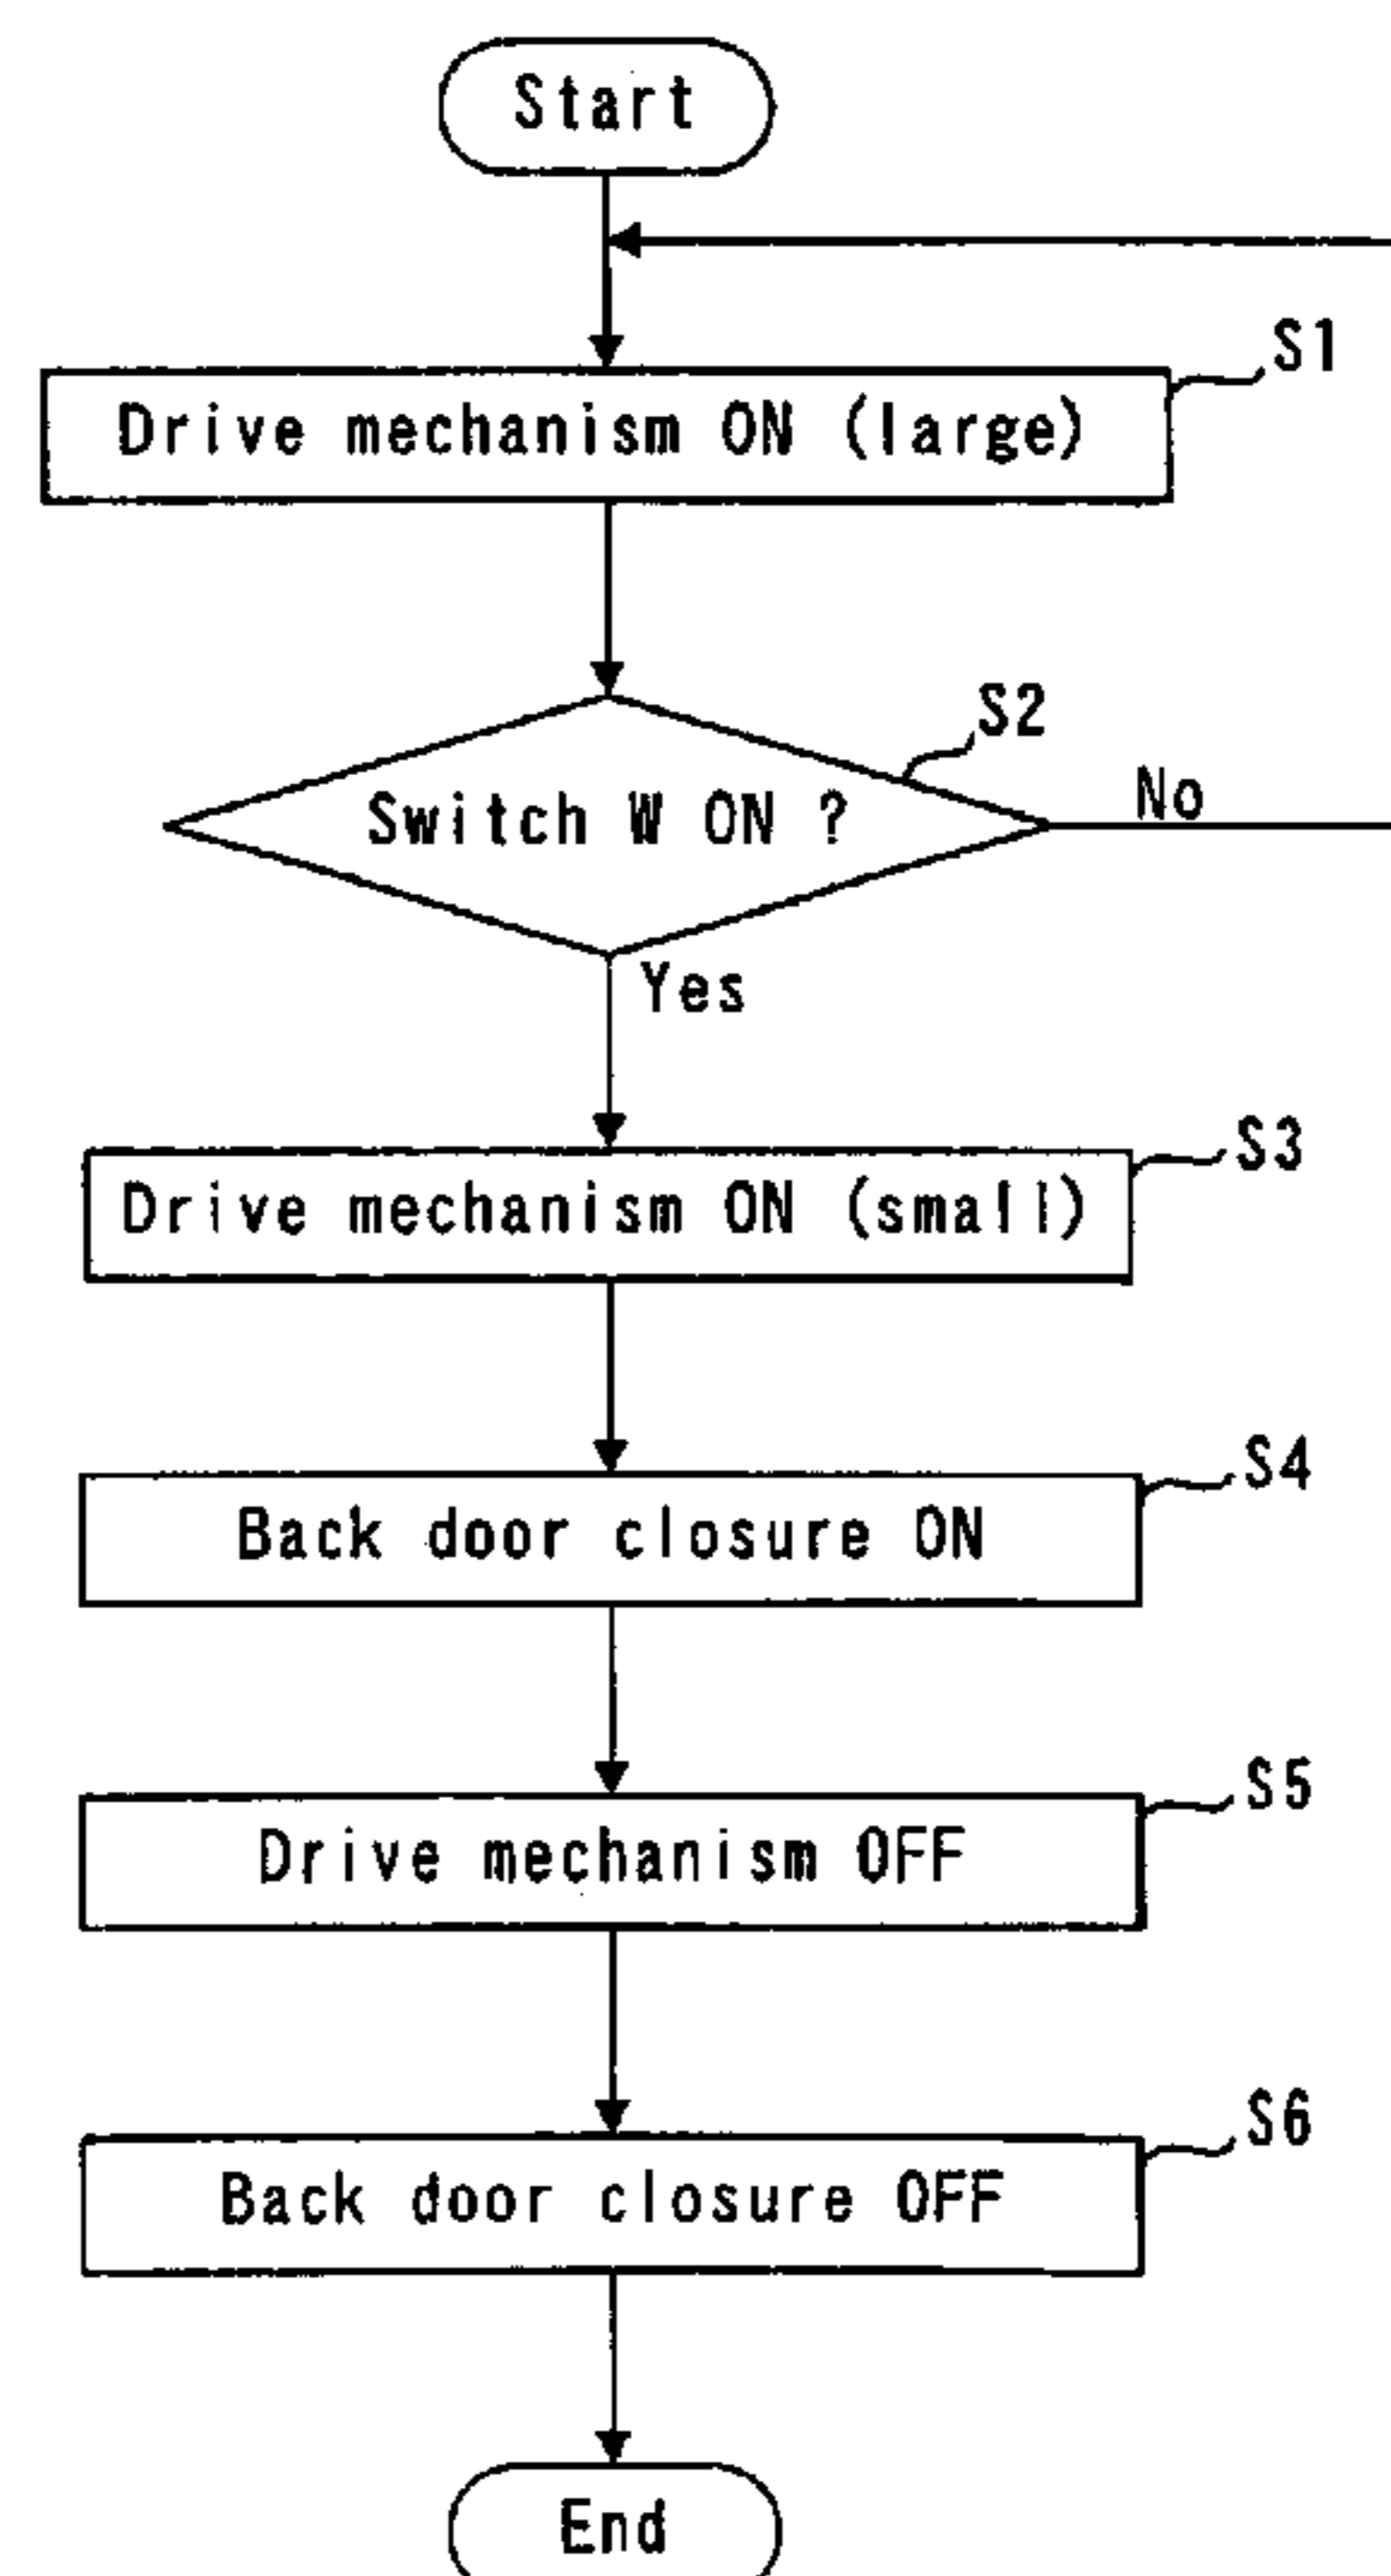 Start
S1
Drive mechanism ON (large)
S2
Switch W ON ?
No
Yes
S3
Drive mechanism ON (small)
S4
Back door closure ON
S5
Drive mechanism OFF
S6
Back door closure OFF
End